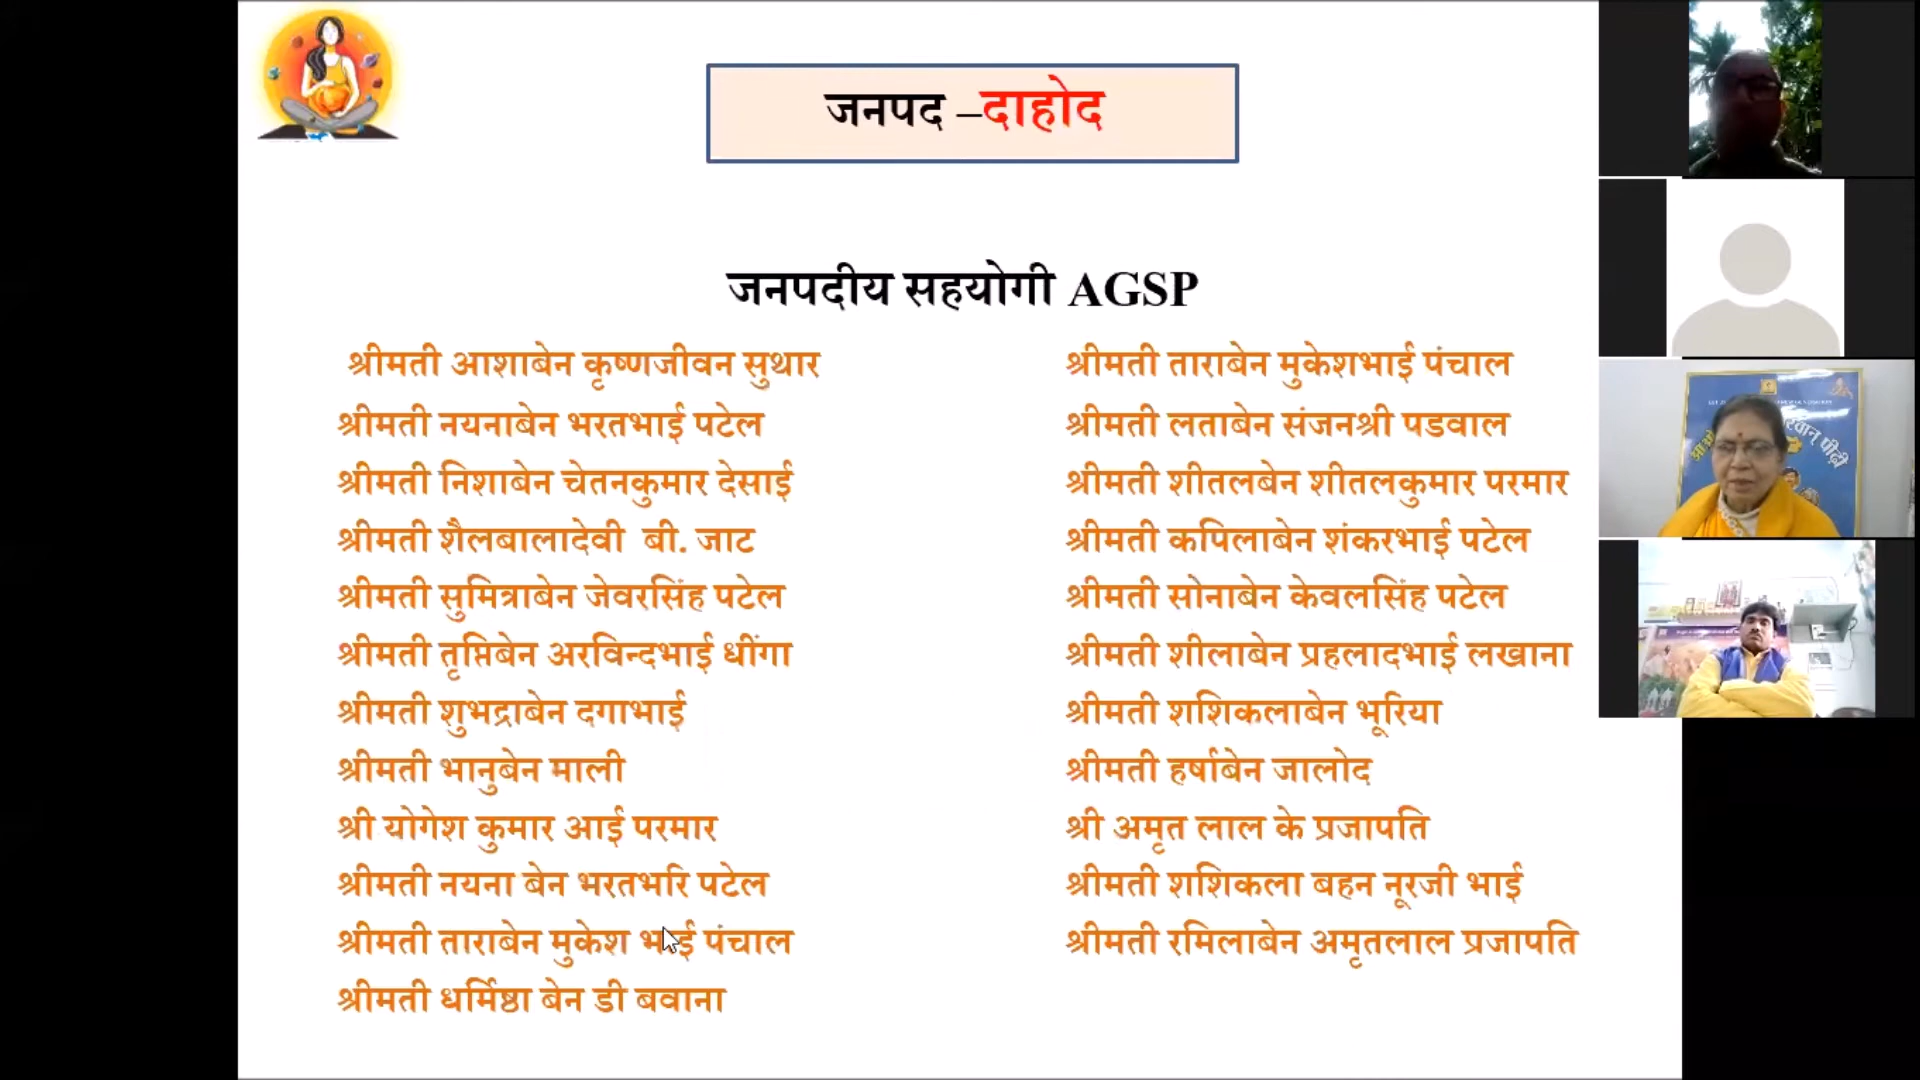 जनपद –दाहोद
जनपदीय सहयोगी AGSP
श्रीमती आशाबेन कृष्णजीवन सुथार
श्रीमती नयनाबेन भरतभाई पटेल
श्रीमती निशाबेन चेतनकुमार देसाई
श्रीमती शैलबालादेवी बी. जाट
श्रीमती सुमित्राबेन जेवरसिंह पटेल
श्रीमती तृप्तिबेन अरविन्दभाई धींगा
श्रीमती शुभद्राबेन दगाभाई
श्रीमती भानुबेन माली
श्री योगेश कुमार आई परमार
श्रीमती नयना बेन भरतभरि पटेल
श्रीमती ताराबेन मुकेश भाई पंचाल
श्रीमती धर्मिष्ठा बेन डी बवाना
श्रीमती ताराबेन मुकेशभाई पंचाल
श्रीमती लताबेन संजनश्री पडवाल
श्रीमती शीतलबेन शीतलकुमार परमार
श्रीमती कपिलाबेन शंकरभाई पटेल
श्रीमती सोनाबेन केवलसिंह पटेल
श्रीमती शीलाबेन प्रहलादभाई लखाना
श्रीमती शशिकलाबेन भूरिया
श्रीमती हर्षाबेन जालोद
श्री अमृत लाल के प्रजापति
श्रीमती शशिकला बहन नूरजी भाई
श्रीमती रमिलाबेन अमृतलाल प्रजापति
पीढ़ी